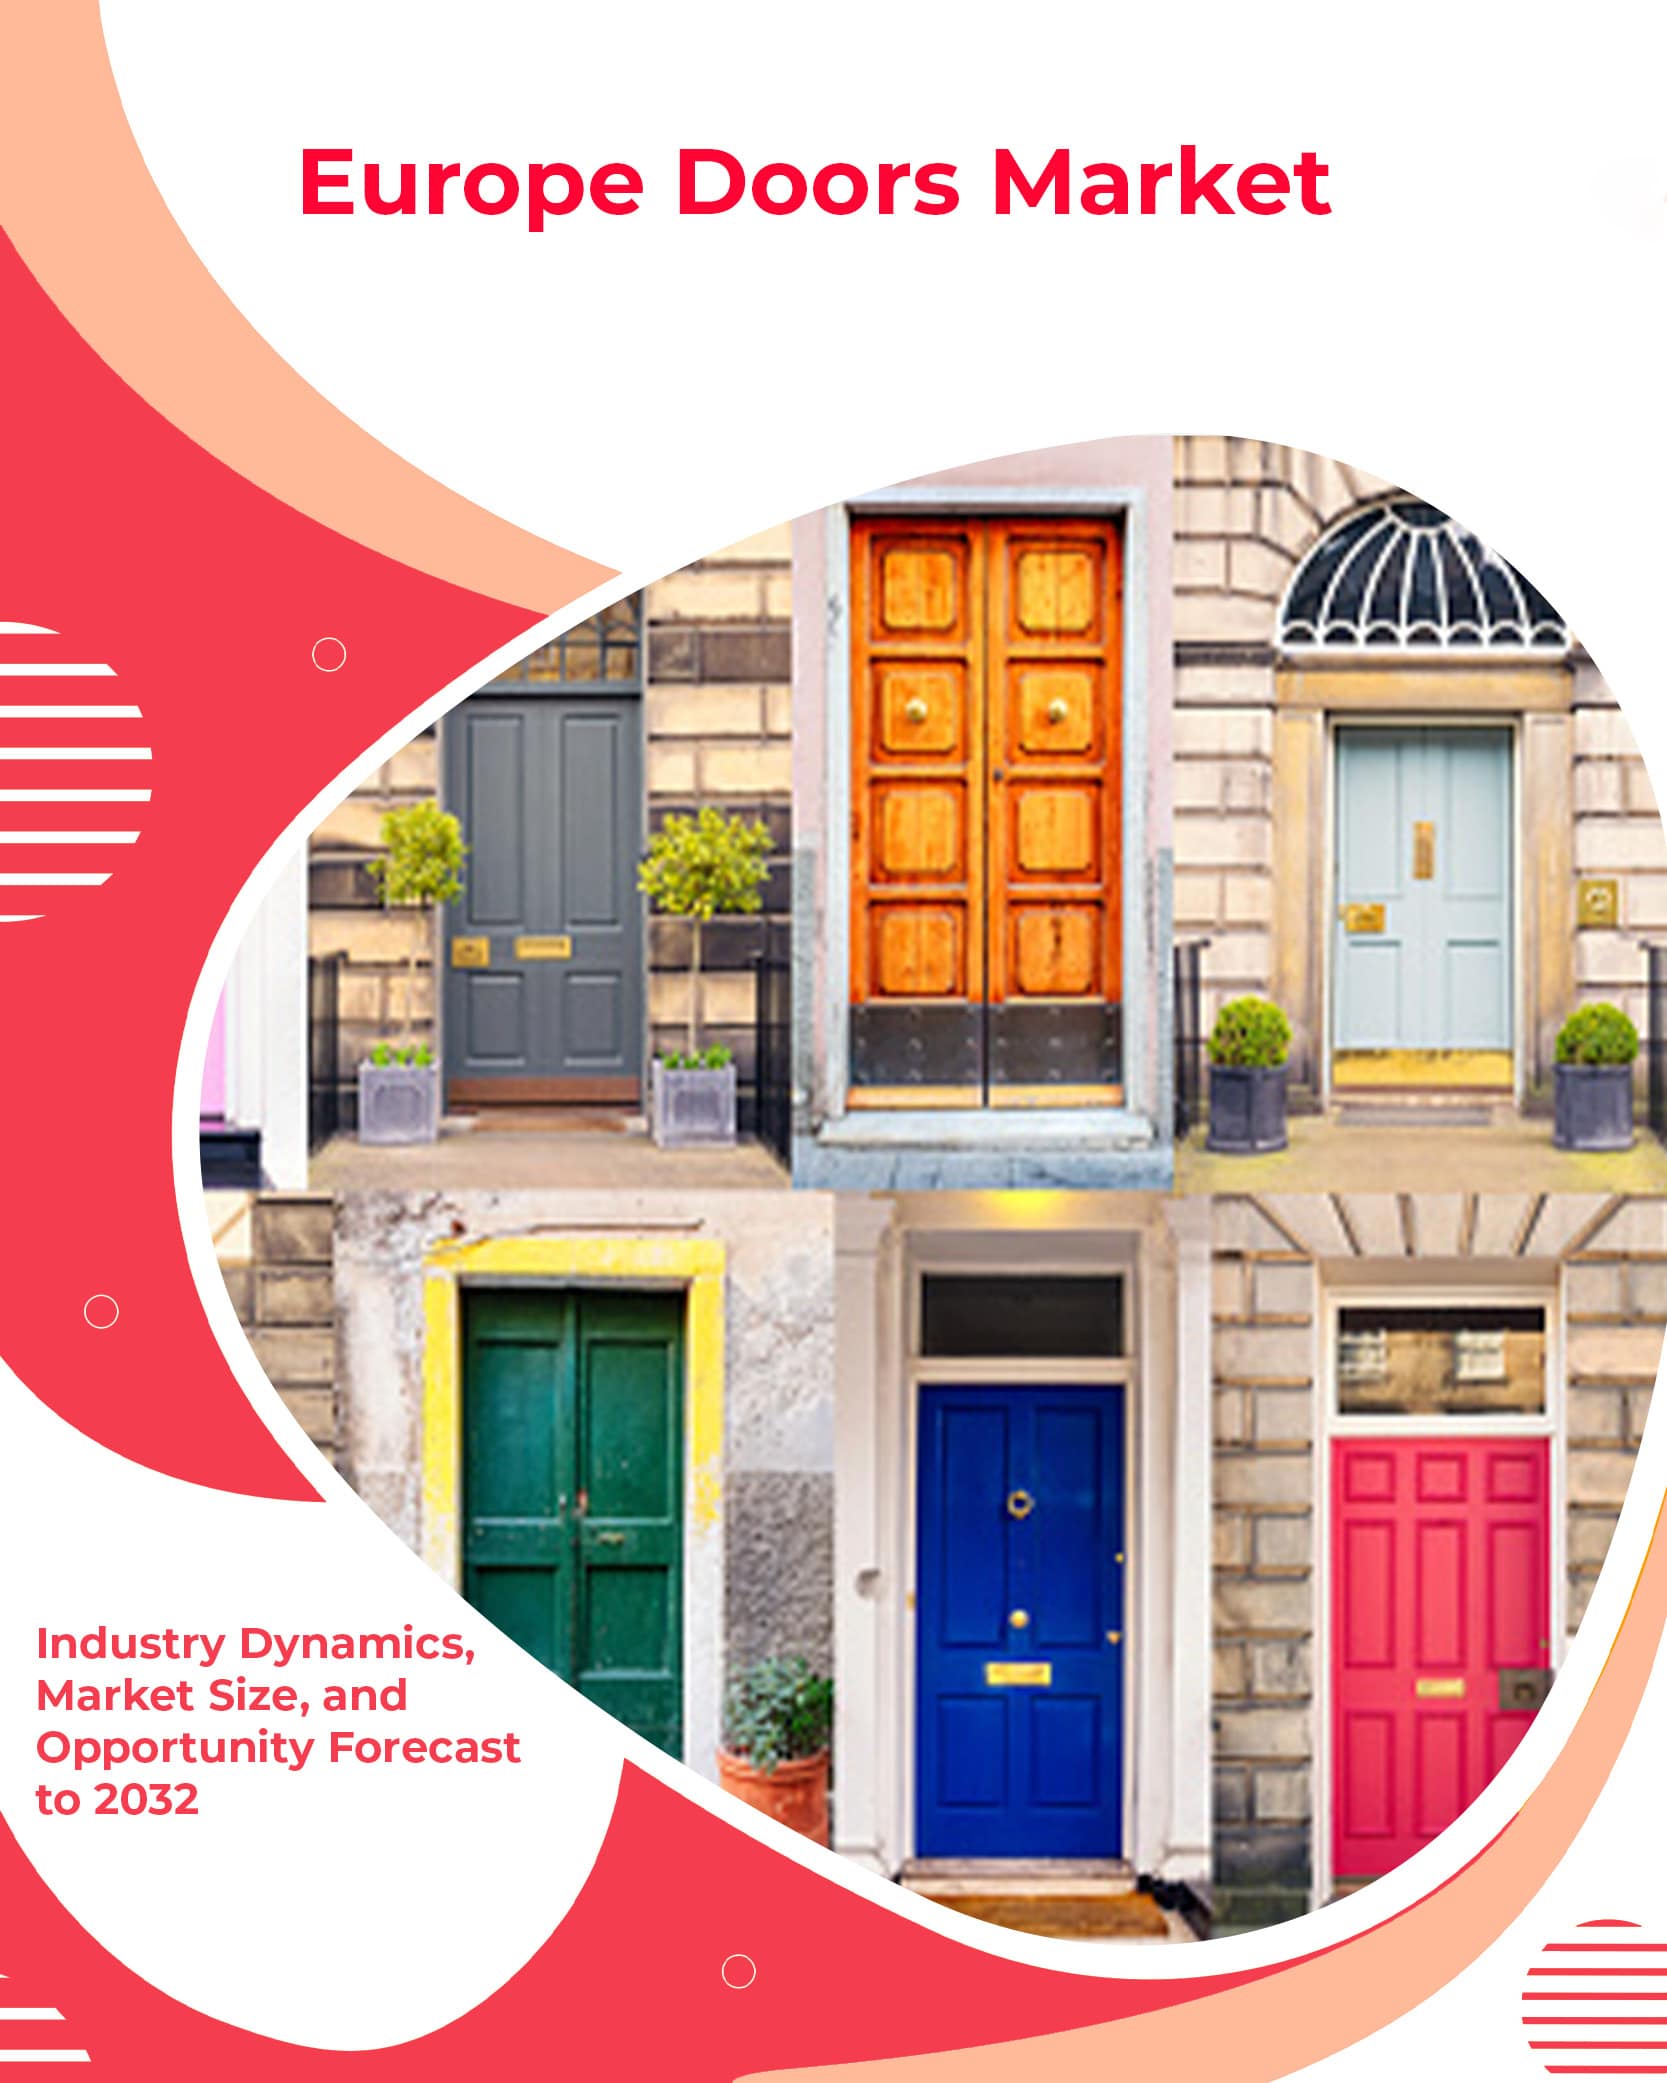 Europe Doors Market
Industry Dynamics,
Market Size, and
Opportunity Forecast
to 2032